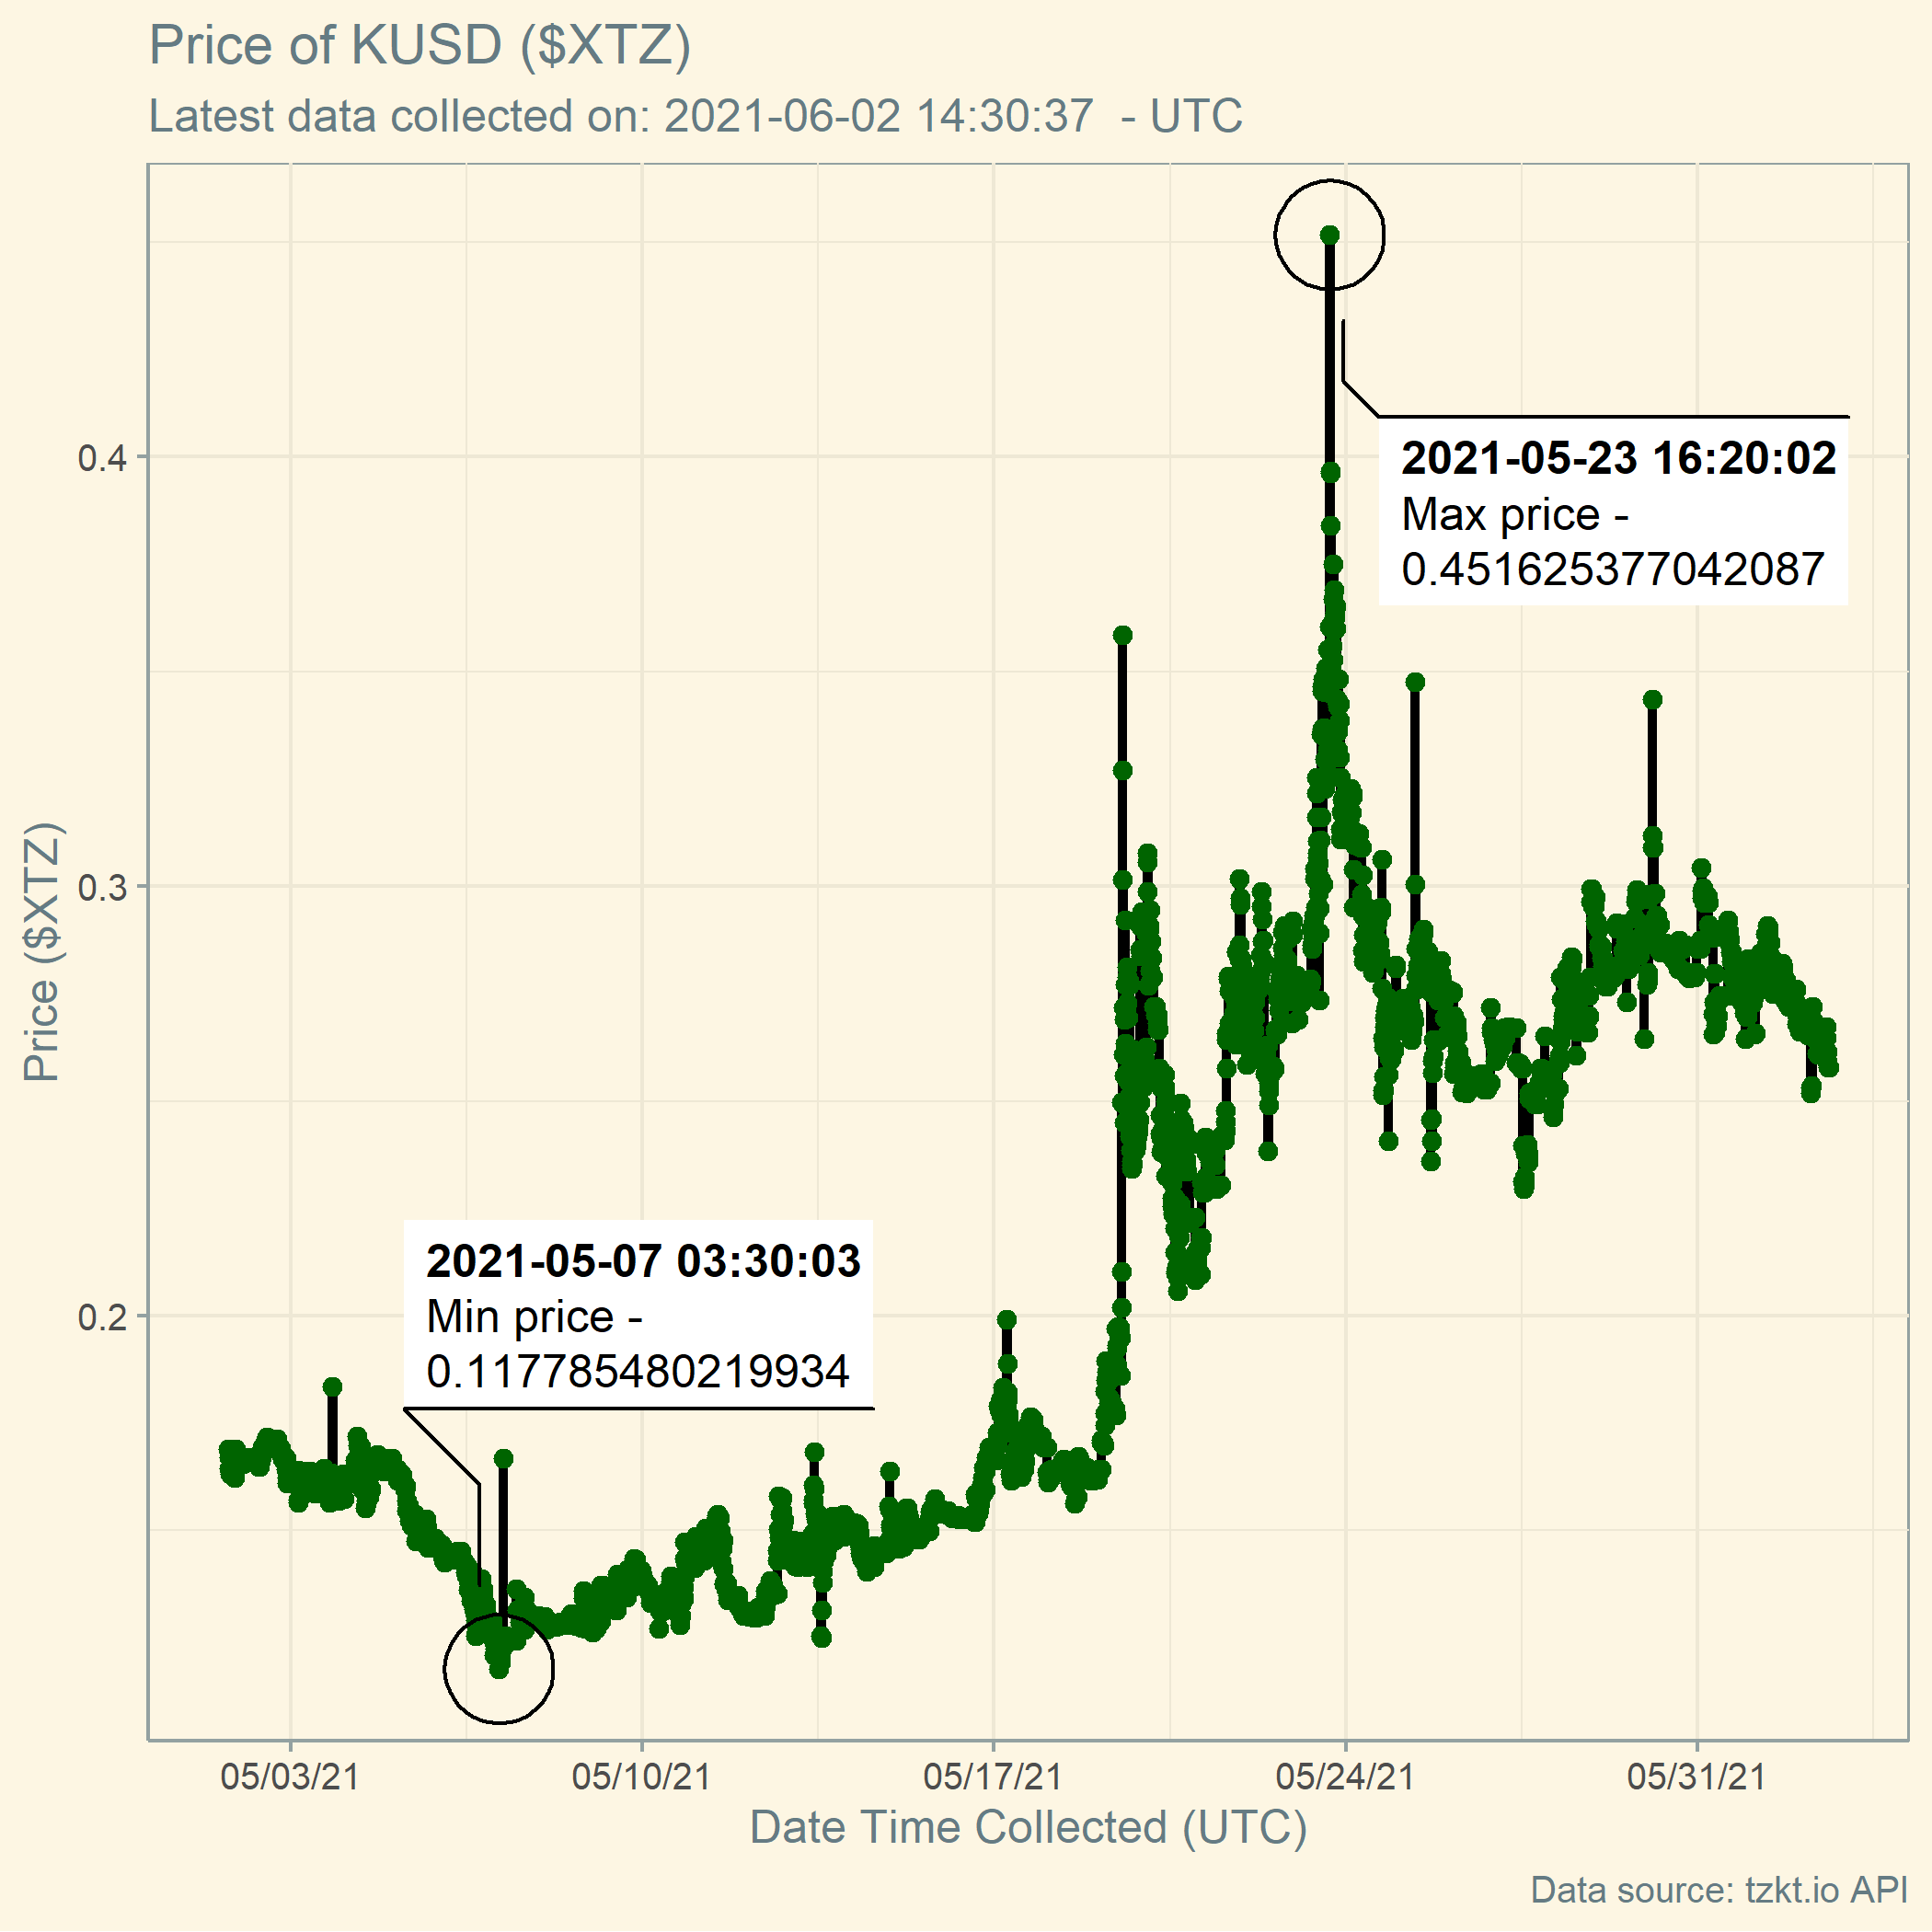 Price of KUSD ($XTZ)
Latest data collected on: 2021-06-02 14:30:37  - UTC
Price ($XTZ)
0.4
0.3
0.2
2021-05-23 16:20:02
Max price -
0.451625377042087
2021-05-07 03:30:03
Min price -
0.117785480219934
05/03/21
05/10/21
05/17/21
05/24/21
05/31/21
Date Time Collected (UTC)
Data source: tzkt.io API